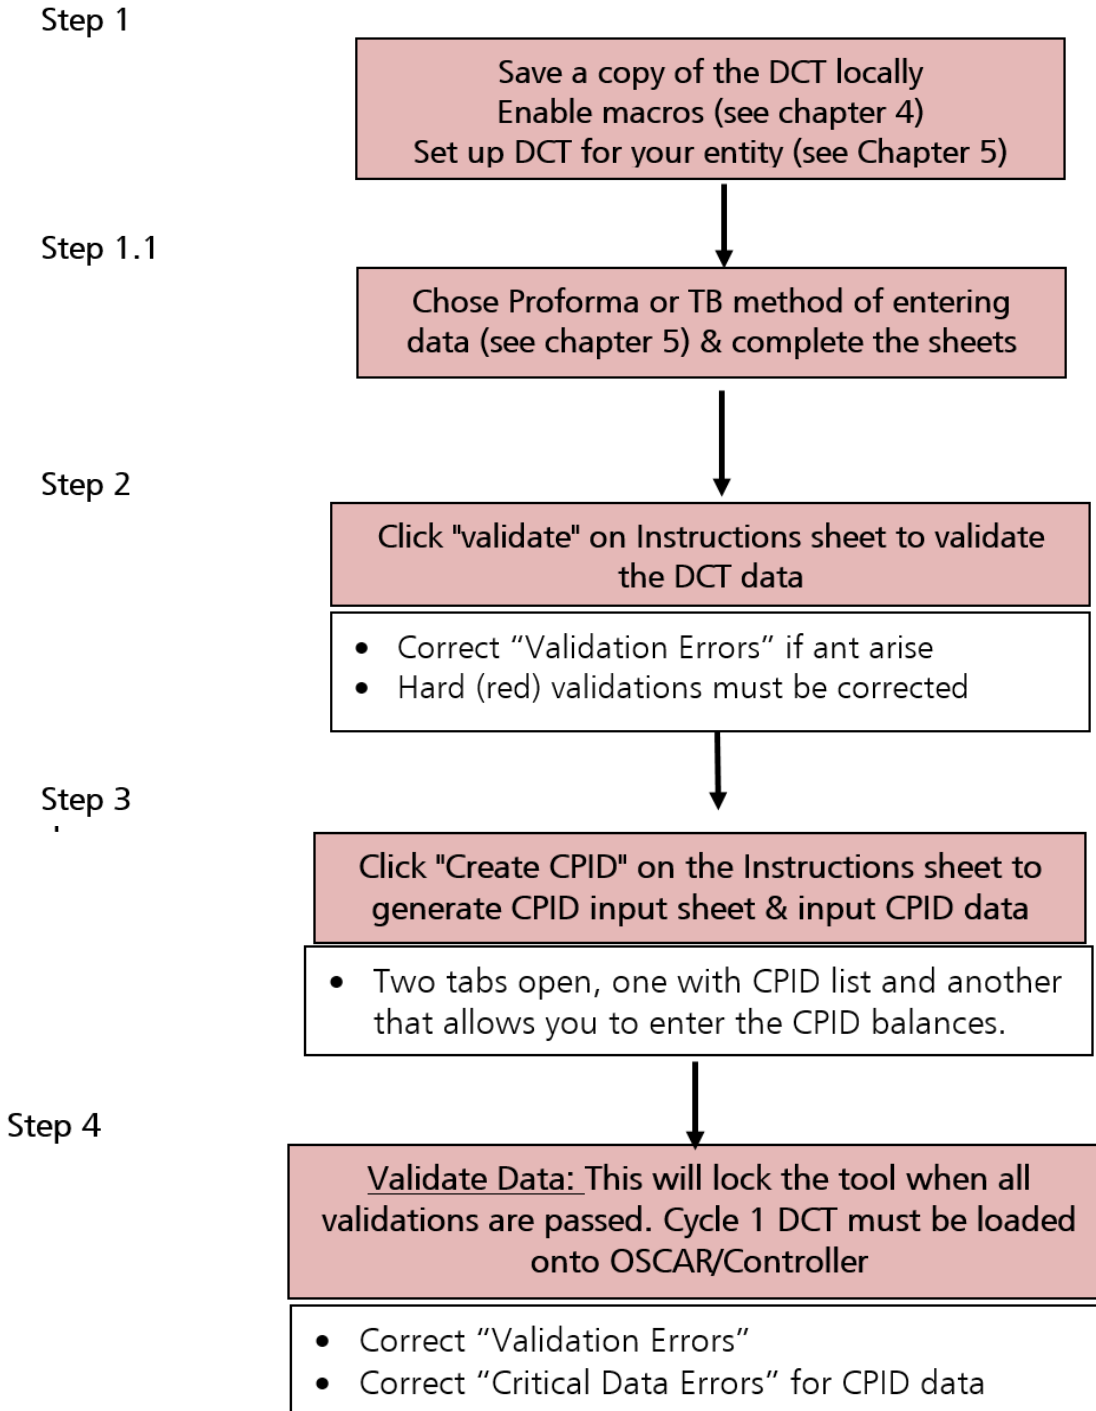 Step 1
Save a copy of the DCT locally
Enable macros (see chapter 4)
Set up DCT for your entity (see Chapter 5)
Step 1.1
Chose Proforma or TB method of entering
data (see chapter 5) & complete the sheets
Step 2
Click "validate" on Instructions sheet to validate
the DCT data
• Correct “Validation Errors” if ant arise
• Hard (red) validations must be corrected
Step 3
Click "Create CPID" on the Instructions sheet to
generate CPID input sheet & input CPID data
• Two tabs open, one with CPID list and another
that allows you to enter the CPID balances.
Step 4
Validate Data: This will lock the tool when all
validations are passed. Cycle 1 DCT must be loaded
onto OSCAR/Controller
• Correct “Validation Errors”
• Correct “Critical Data Errors” for CPID data